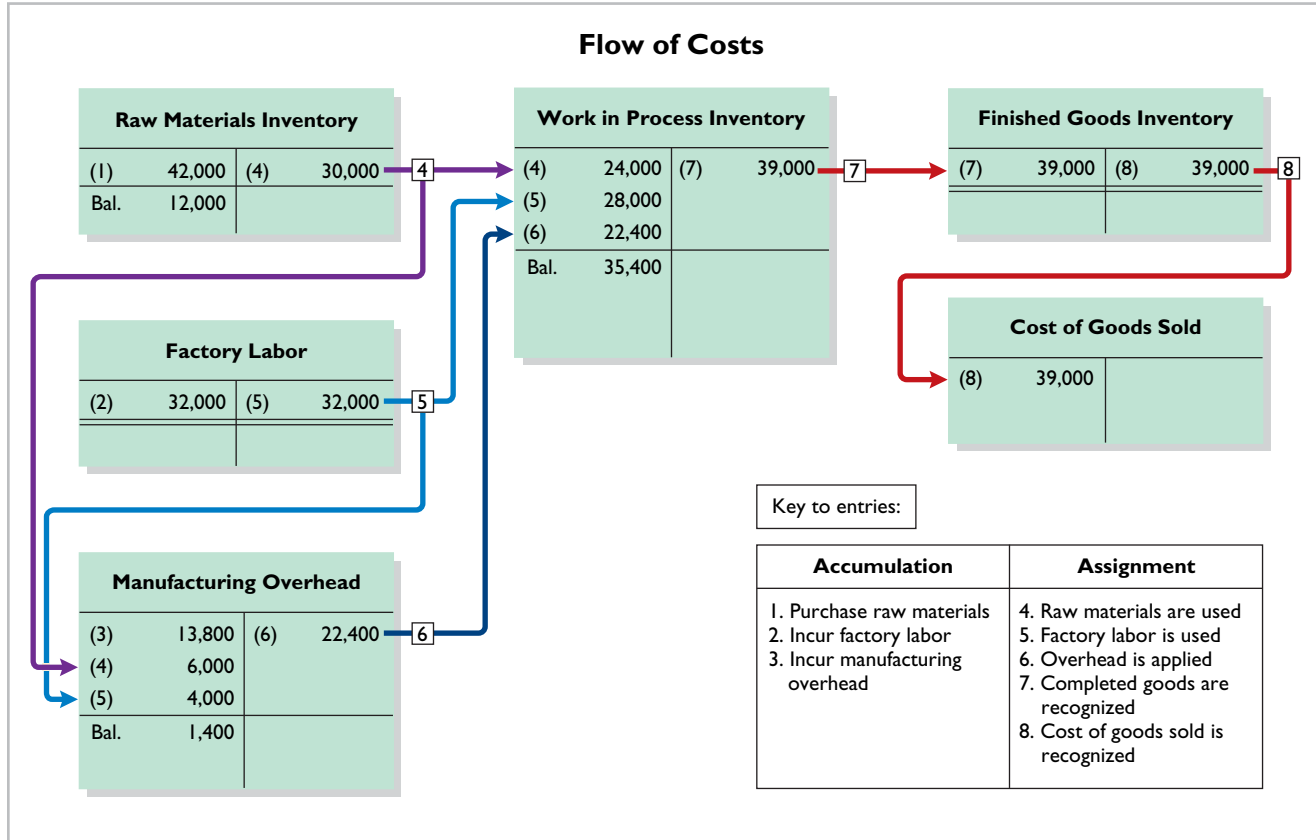 Flow of Costs
Raw Materials Inventory
(1) 42,000 (4) 30,000
Bal. 12,000
4
Work in Process Inventory
(4) 24,000 (7) 39,000
(5) 28,000
(6) 22,400
Bal. 35,400
7
Finished Goods Inventory
(7) 39,000 (8) 39,000
8
Cost of Goods Sold
(8) 39,000
Factory Labor
(2) 32,000 (5) 32,000
5
Manufacturing Overhead
(3) 13,800 (6) 22,400
(4) 6,000
(5) 4,000
Bal. 1,400
6
Key to entries:
Accumulation
1. Purchase raw materials
2. Incur factory labor
3. Incur manufacturing
overhead
Assignment
4. Raw materials are used
5. Factory labor is used
6. Overhead is applied
7. Completed goods are
recognized
8. Cost of goods sold is
recognized